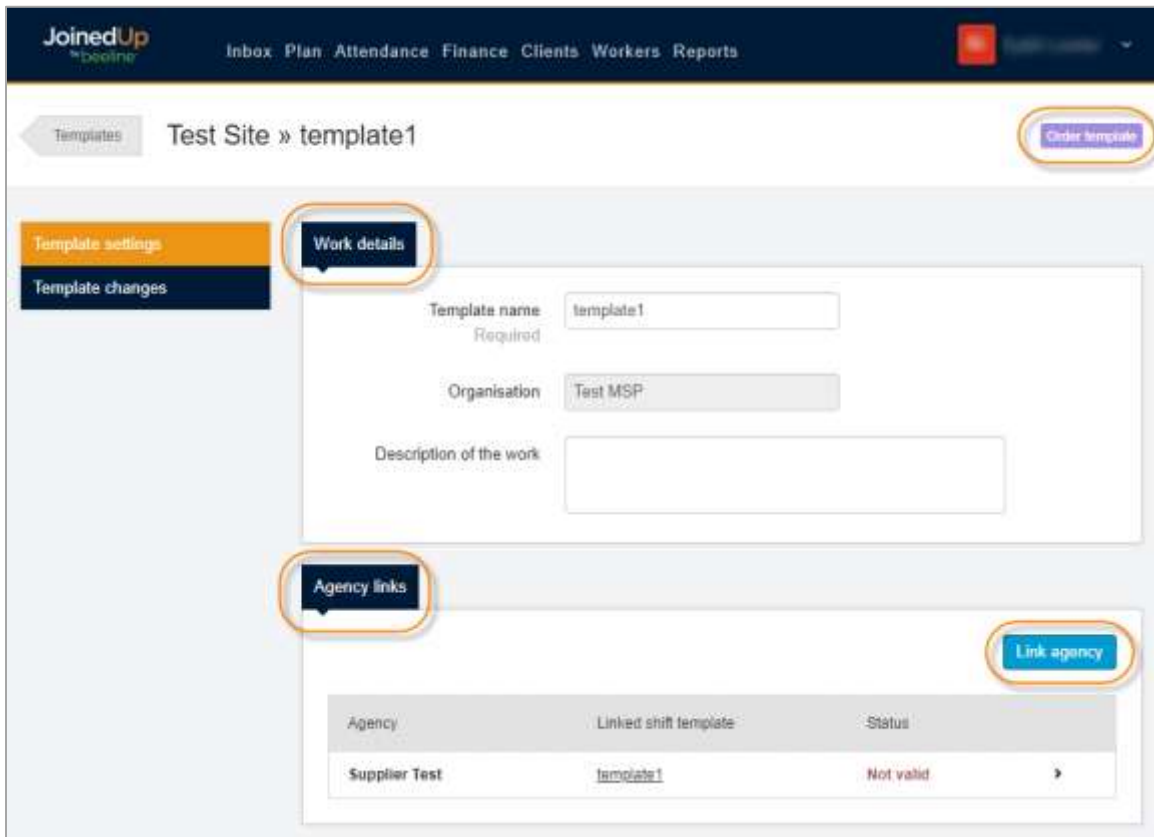 JoinedUp
by beeline
Inbox Plan Attendance Finance Clients Workers Reports
Templates
Test Site » template1
Order template
Template settings
Template changes
Work details
Template name
Required
template1
Organisation
Test MSP
Description of the work
Agency links
Link agency
Agency Linked shift template Status
Supplier Test template1 Not valid